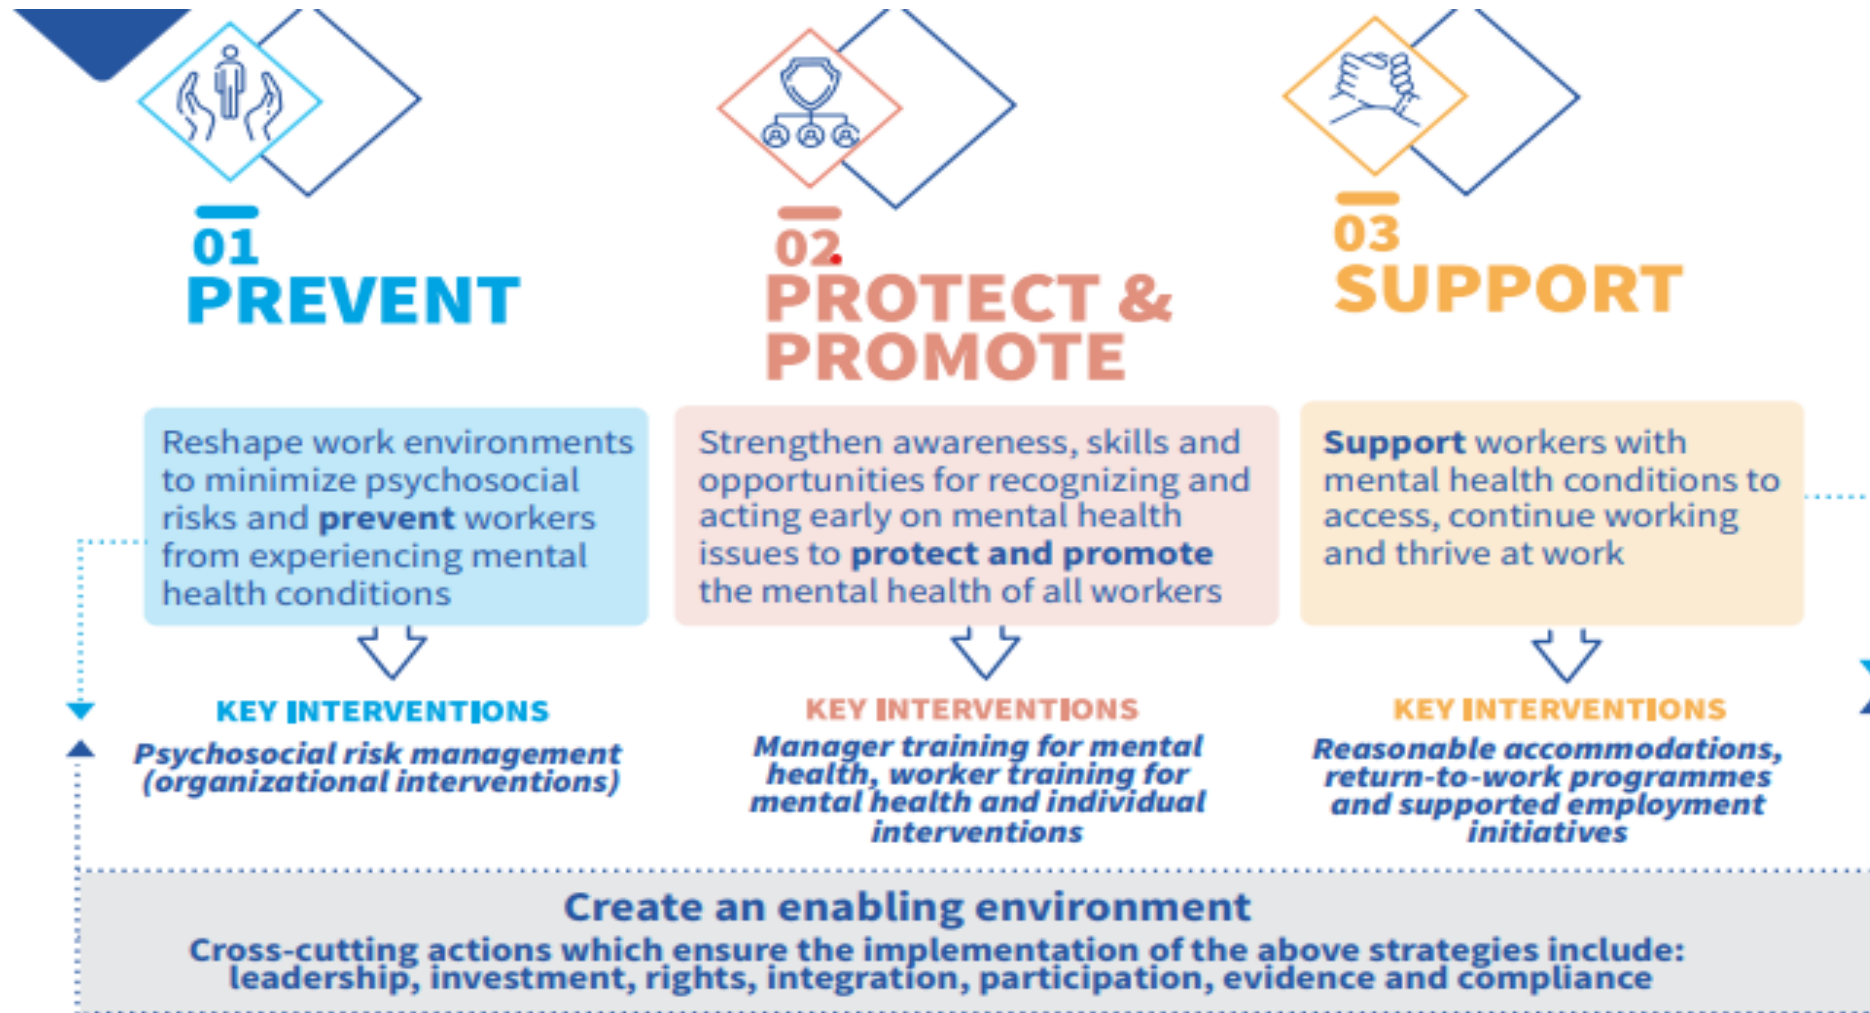 01
PREVENT
Reshape work environments
to minimize psychosocial
risks and prevent workers
from experiencing mental
health conditions
KEY INTERVENTIONS
Psychosocial risk management
(organizational interventions)
02
PROTECT &
PROMOTE
Strengthen awareness, skills and
opportunities for recognizing and
acting early on mental health
issues to protect and promote
the mental health of all workers
KEY INTERVENTIONS
Manager training for mental
health, worker training for
mental health and individual
interventions
03
SUPPORT
Support workers with
mental health conditions to
access, continue working
and thrive at work
KEY INTERVENTIONS
Reasonable accommodations,
return-to-work programmes
and supported employment
initiatives
Create an enabling environment
Cross-cutting actions which ensure the implementation of the above strategies include:
leadership, investment, rights, integration, participation, evidence and compliance